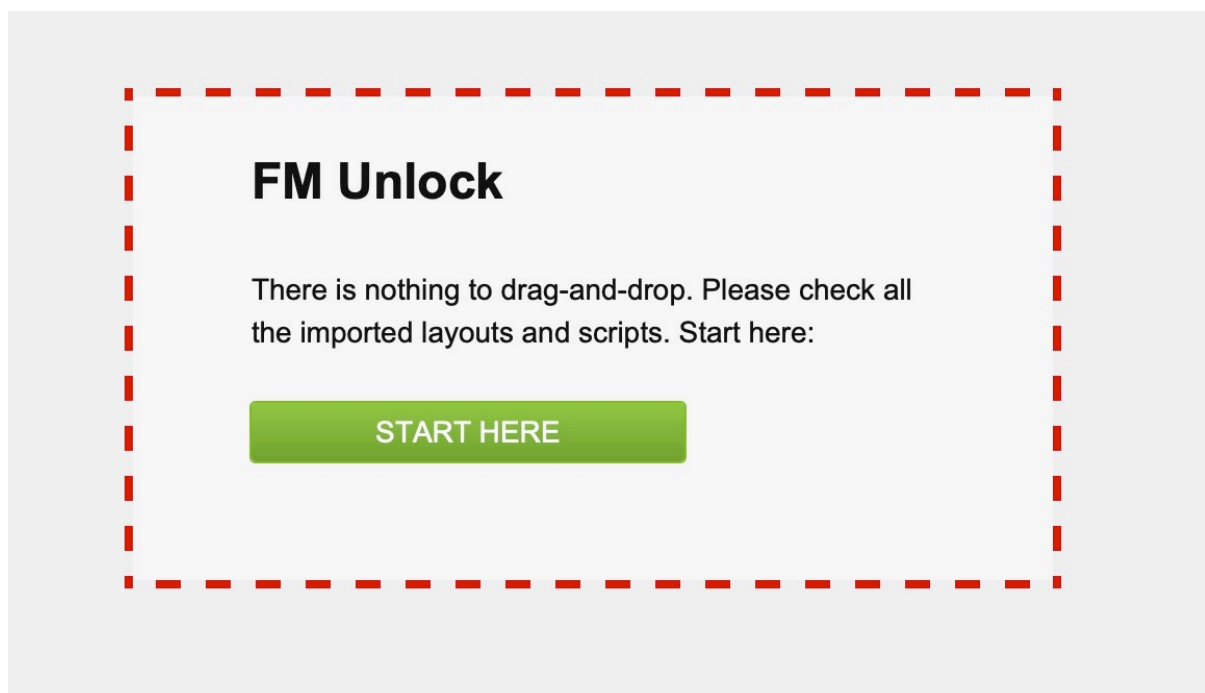 FM Unlock
There is nothing to drag-and-drop. Please check all
the imported layouts and scripts. Start here:
START HERE